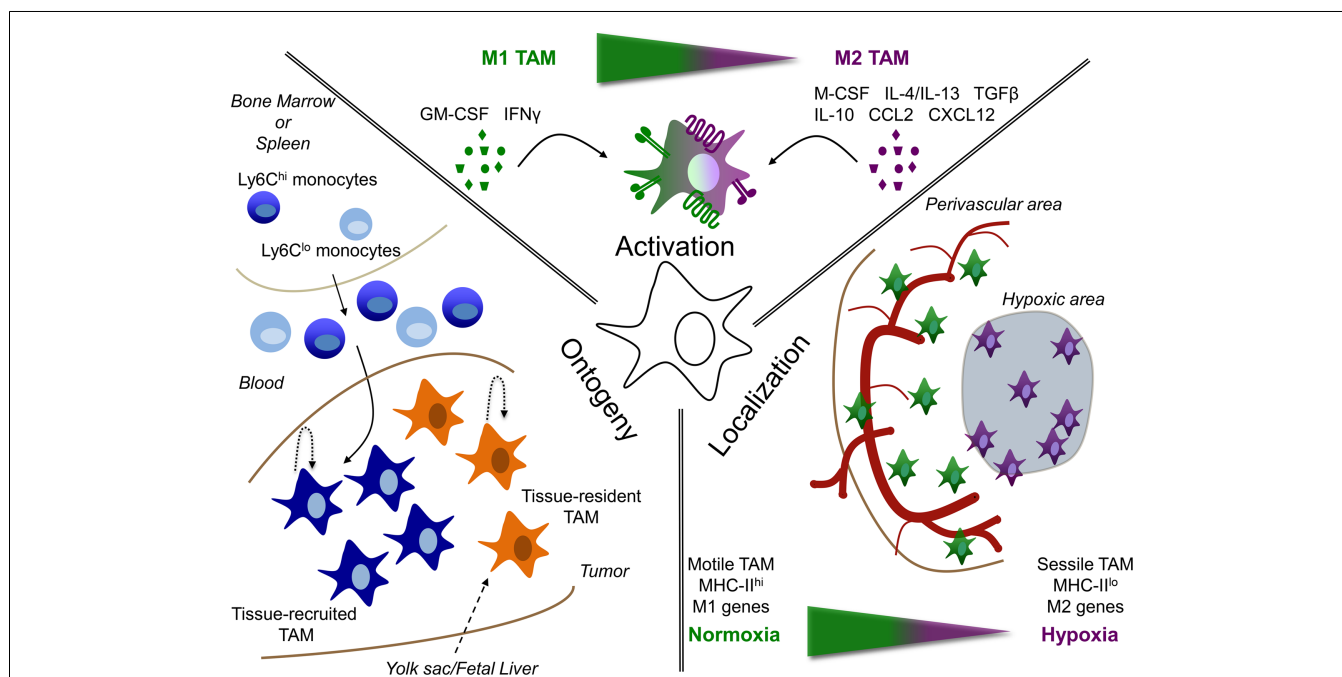 M1 TAM
M2 TAM
GM-CSF IFNγ
M-CSF IL-4/IL-13 TGFβ
IL-10 CCL2 CXCL12
Activation
Bone Marrow
or
Spleen
Ly6Chi monocytes
Ly6Clo monocytes
Blood
Ontogeny
Tissue-resident
TAM
Tumor
Tissue-recruited
TAM
Yolk sac/Fetal Liver
Localization
Perivascular area
Hypoxic area
Motile TAM
MHC-IIhi
M1 genes
Normoxia
Sessile TAM
MHC-IIlo
M2 genes
Hypoxia